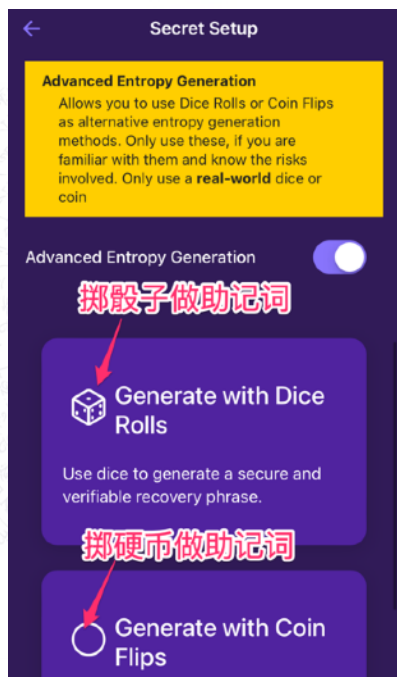 Secret Setup
Advanced Entropy Generation
Allows you to use Dice Rolls or Coin Flips
as alternative entropy generation
methods. Only use these, if you are
familiar with them and know the risks
involved. Only use a real-world dice or
coin
Advanced Entropy Generation
掷骰子做助记词
Generate with Dice
Rolls
Use dice to generate a secure and
verifiable recovery phrase.
掷硬币做助记词
Generate with Coin
Flips